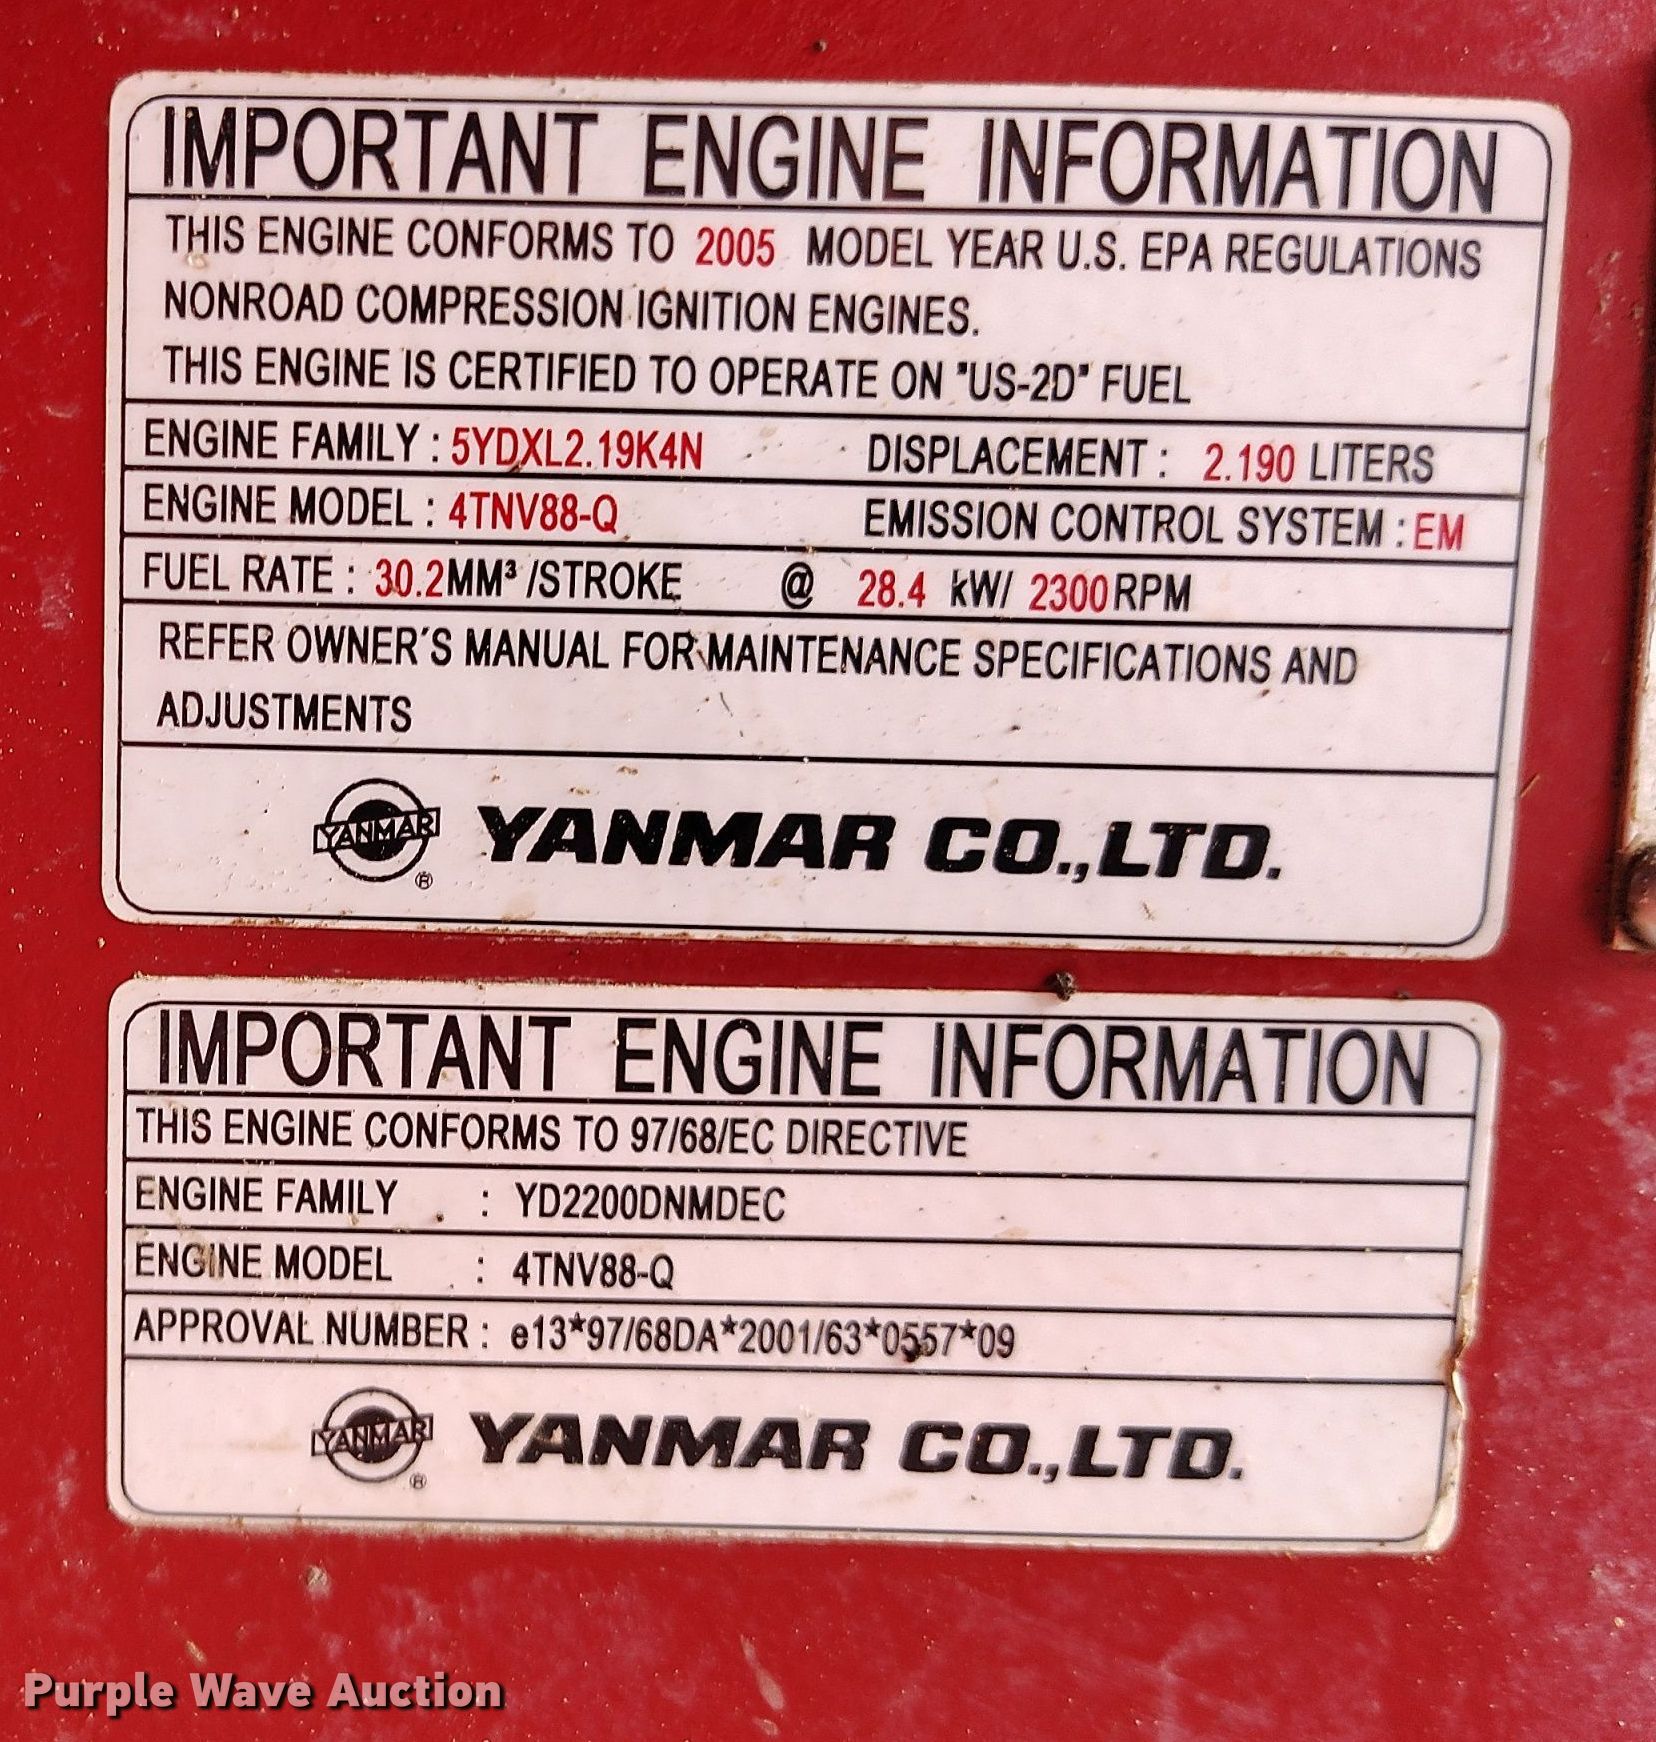 IMPORTANT ENGINE INFORMATION
THIS ENGINE CONFORMS TO 2005 MODEL YEAR U.S. EPA REGULATIONS
NONROAD COMPRESSION IGNITION ENGINES.
THIS ENGINE IS CERTIFIED TO OPERATE ON "US-2D" FUEL
ENGINE FAMILY : 5YDXL2.19K4N DISPLACEMENT : 2.190 LITERS
ENGINE MODEL : 4TNV88-Q EMISSION CONTROL SYSTEM : EM
FUEL RATE : 30.2MM³ /STROKE @ 28.4 kW/ 2300RPM
REFER OWNER'S MANUAL FOR MAINTENANCE SPECIFICATIONS AND
ADJUSTMENTS
YANMAR ® YANMAR CO.,LTD.
IMPORTANT ENGINE INFORMATION
THIS ENGINE CONFORMS TO 97/68/EC DIRECTIVE
ENGINE FAMILY : YD2200DNMDEC
ENGINE MODEL : 4TNV88-Q
APPROVAL NUMBER : e13*97/68DA*2001/63*0557*09
YANMAR ® YANMAR CO.,LTD.
Purple Wave Auction